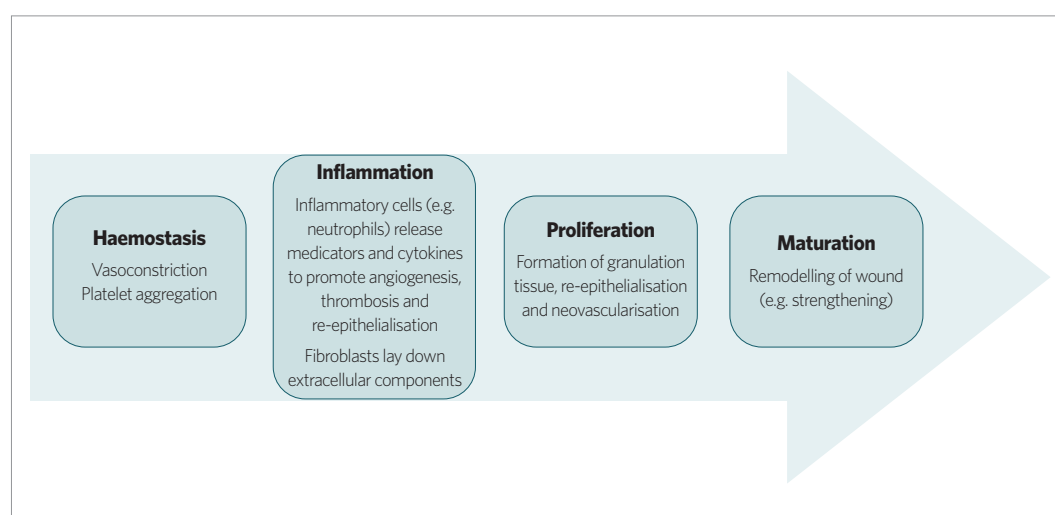 Haemostasis
Vasoconstriction
Platelet aggregation
Inflammation
Inflammatory cells (e.g.
neutrophils) release
medicators and cytokines
to promote angiogenesis,
thrombosis and
re-epithelialisation
Fibroblasts lay down
extracellular components
Proliferation
Formation of granulation
tissue, re-epithelialisation
and neovascularisation
Maturation
Remodelling of wound
(e.g. strengthening)